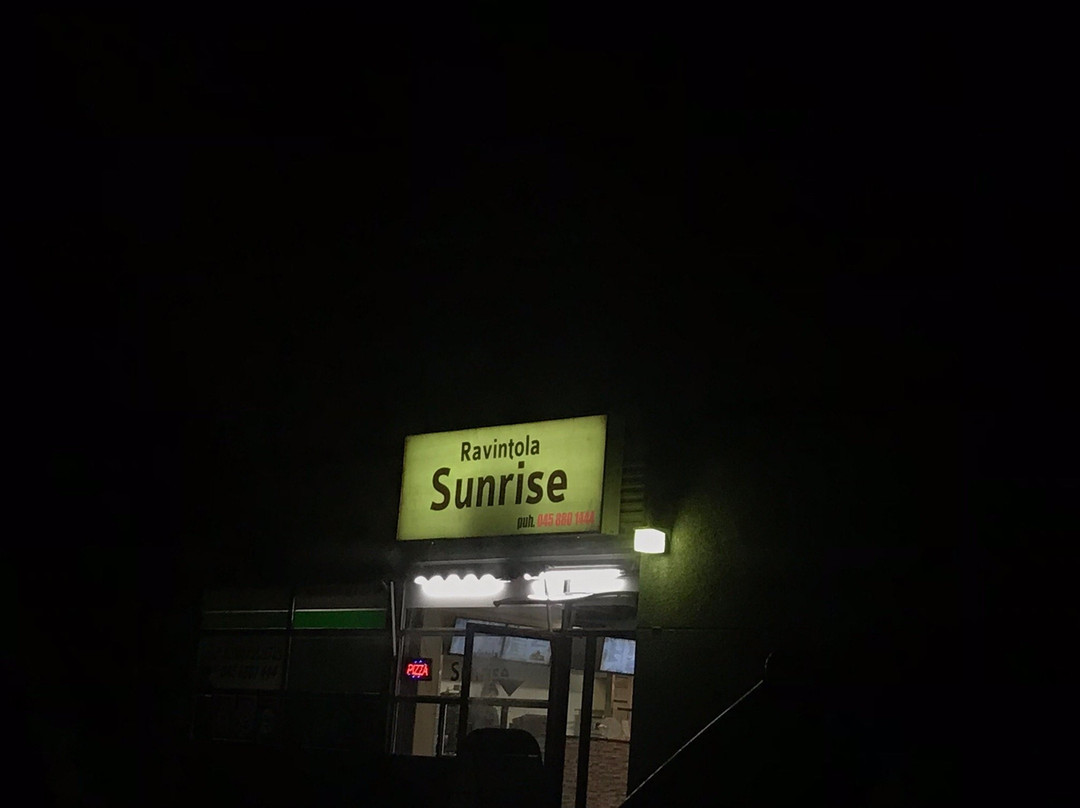 Ravintola
Sunrise
puh. 045 880 1444
PIZZA